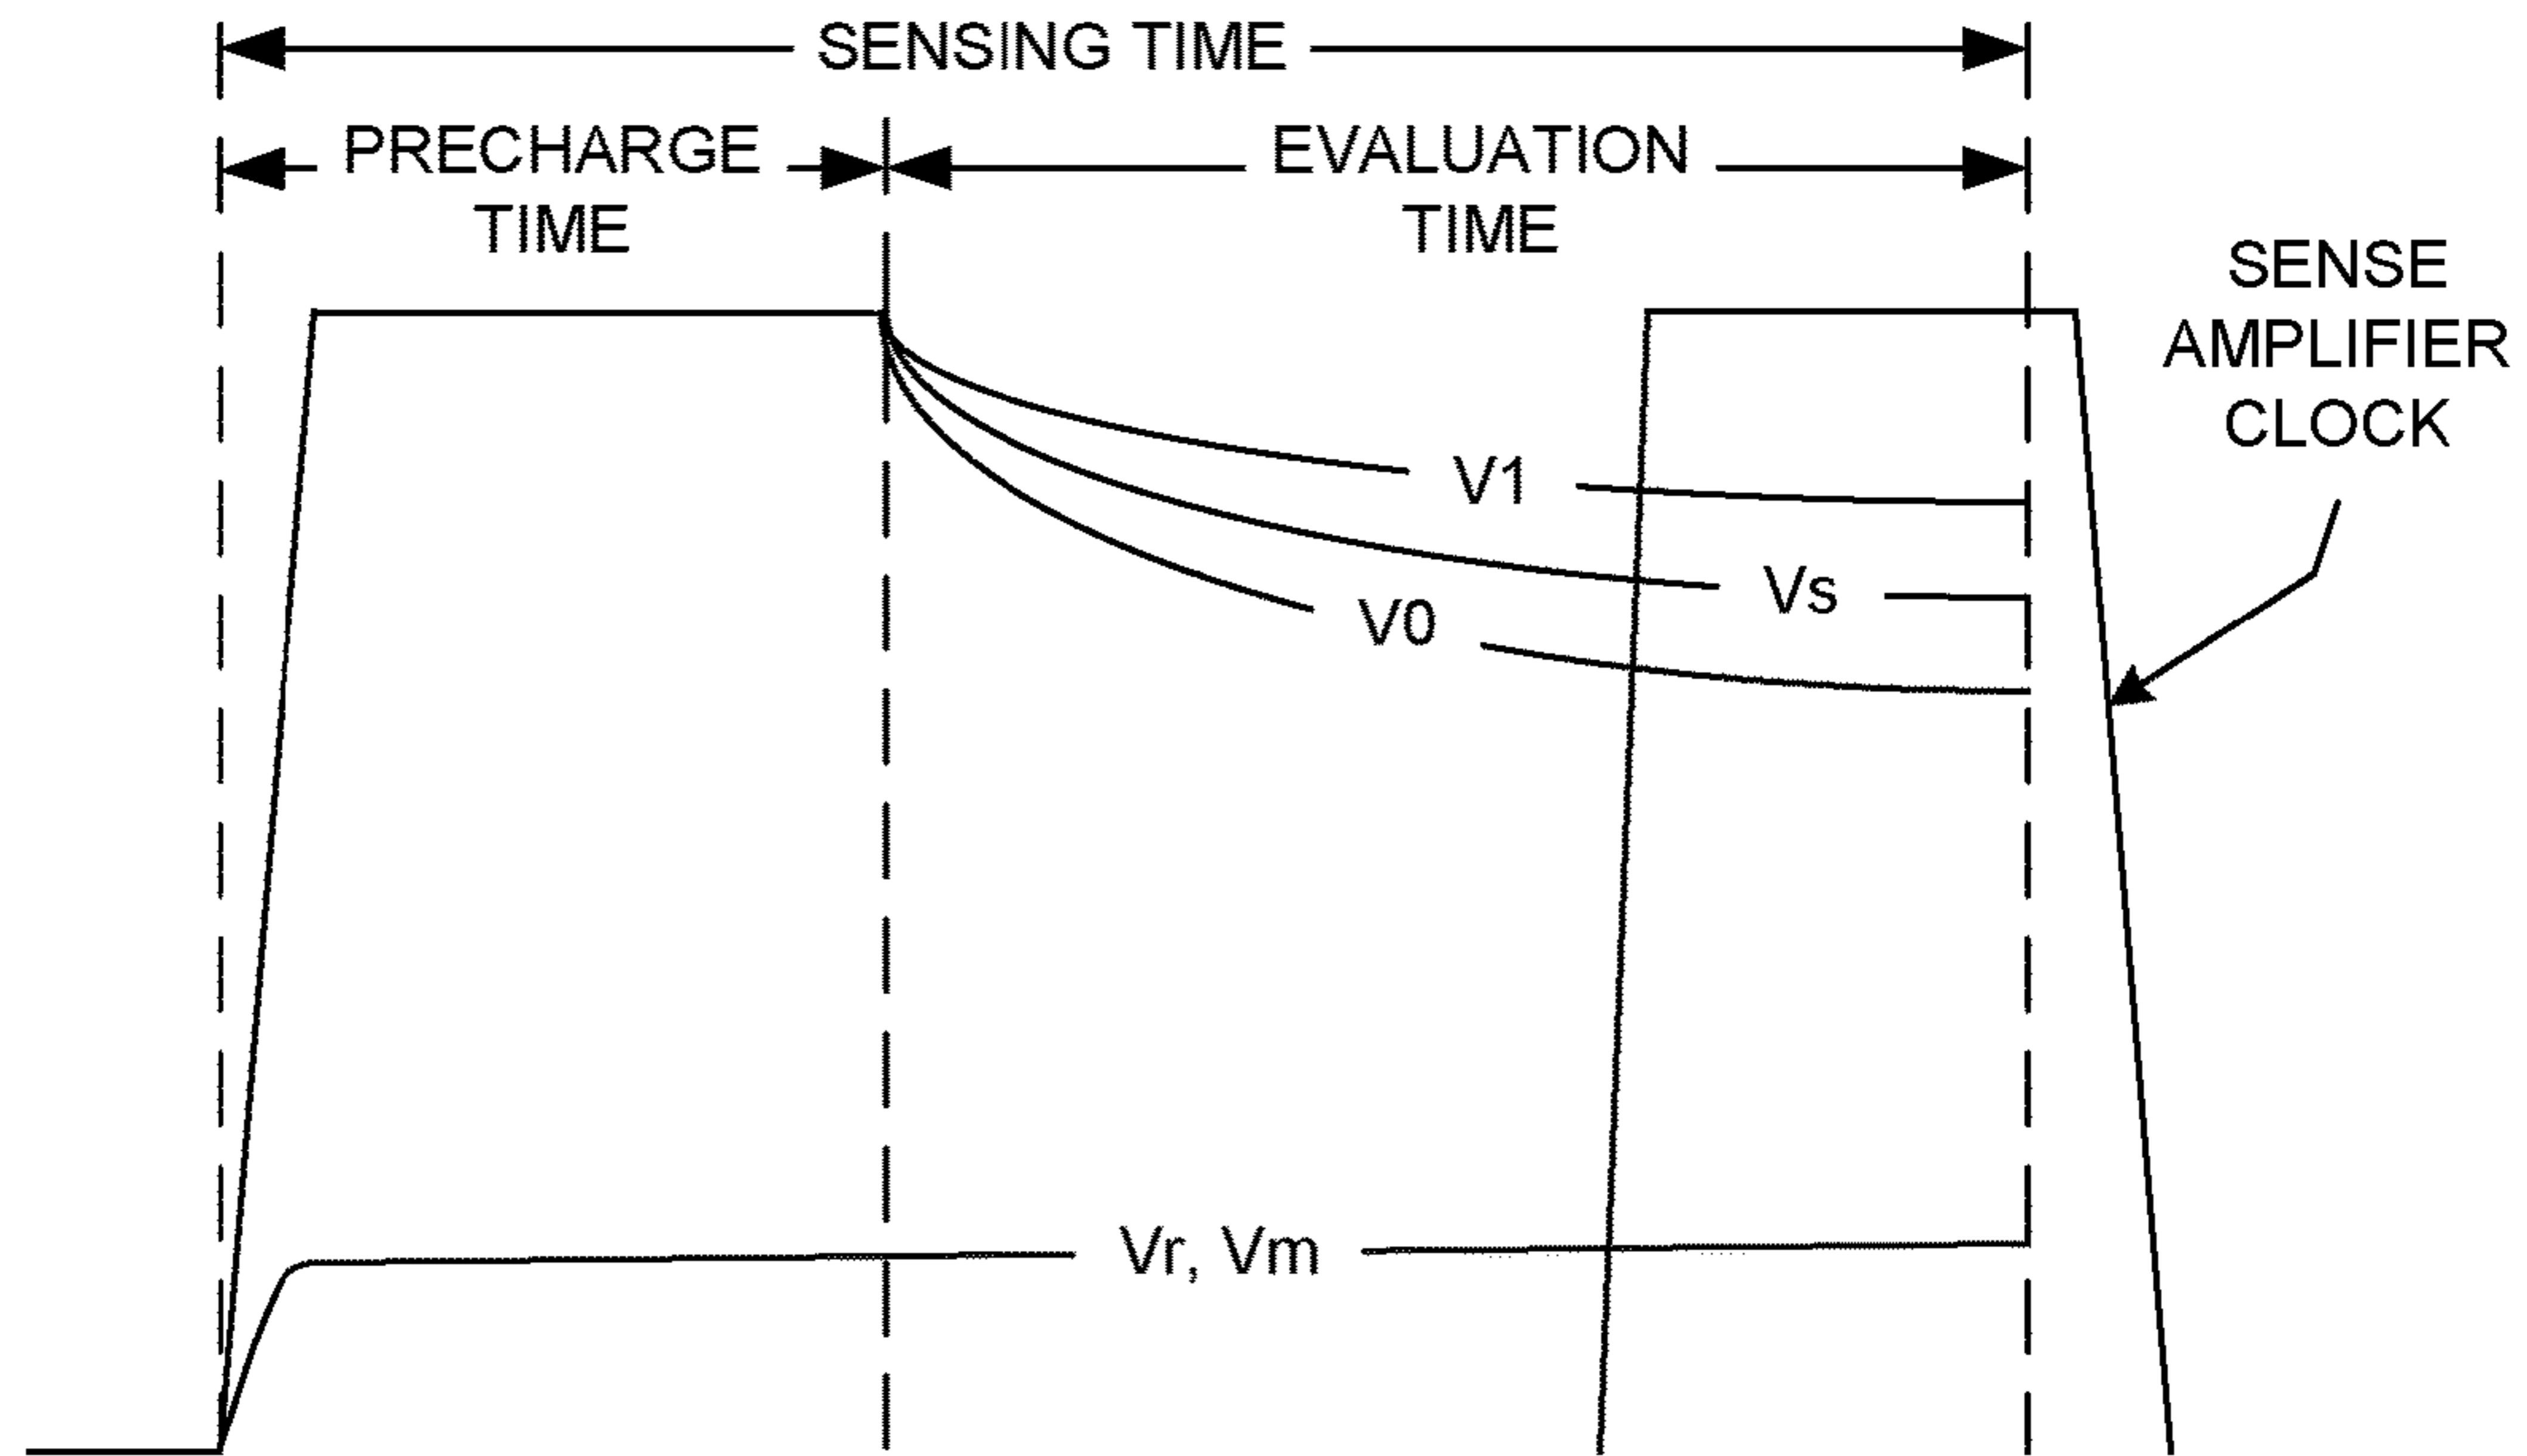 SENSING TIME
PRECHARGE
TIME
EVALUATION
TIME
SENSE
AMPLIFIER
CLOCK
V1
Vs
V0
Vr, Vm